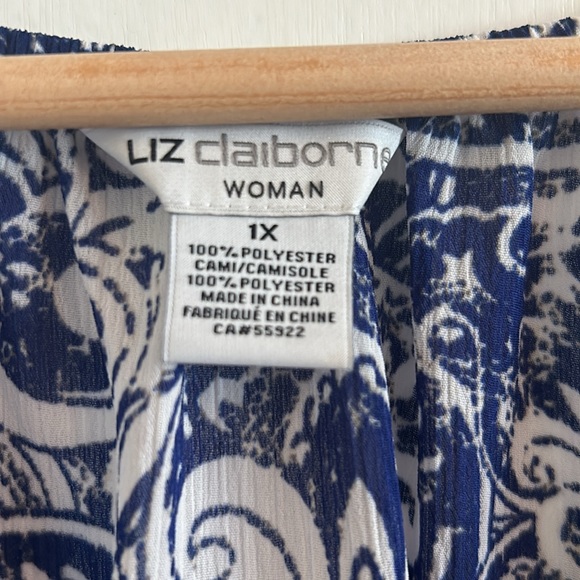 LIZ claiborne
WOMAN
1X
100% POLYESTER
CAMI/CAMISOLE
100% POLYESTER
MADE IN CHINA
FABRIQUÉ EN CHINE
CA#55922